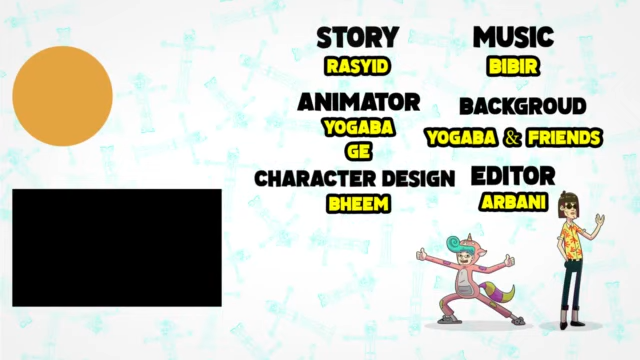 STORY
RASYID
MUSIC
BIBIR
ANIMATOR
YOGABA
GE
BACKGROUD
YOGABA & FRIENDS
CHARACTER DESIGN
BHEEM
EDITOR
ARBANI